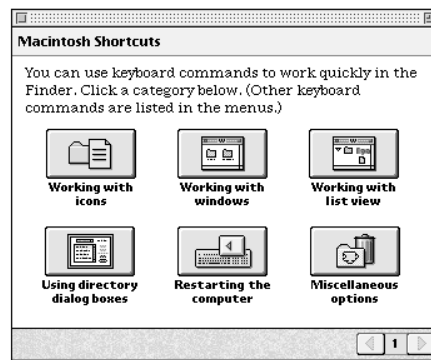 Macintosh Shortcuts
You can use keyboard commands to work quickly in the
Finder. Click a category below. (Other keyboard
commands are listed in the menus.)
Working with
icons
Working with
windows
Working with
list view
Using directory
dialog boxes
Restarting the
computer
Miscellaneous
options
1